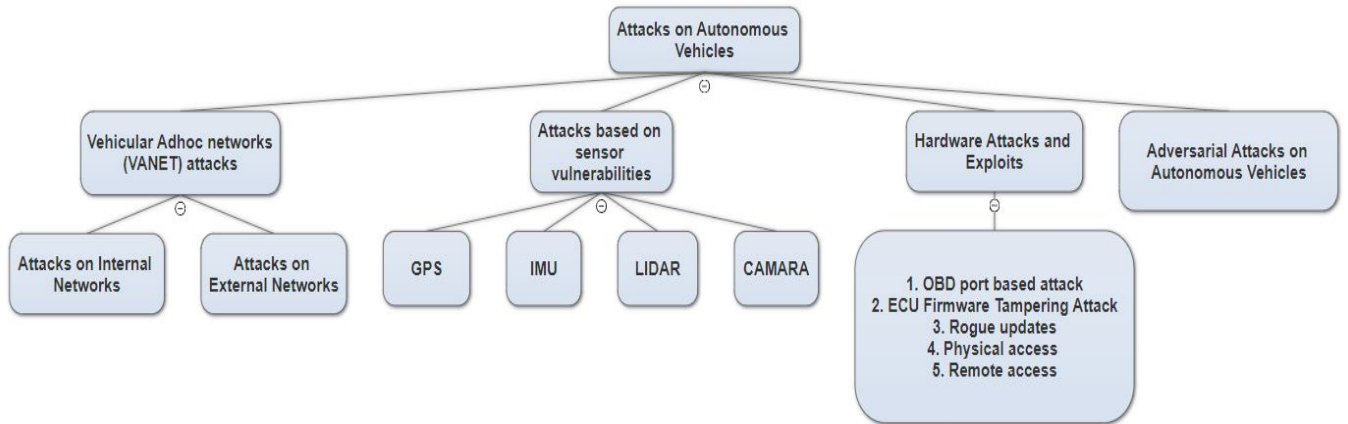 Attacks on Autonomous
Vehicles
Vehicular Adhoc networks
(VANET) attacks
Attacks based on
sensor
vulnerabilities
Hardware Attacks and
Exploits
Adversarial Attacks on
Autonomous Vehicles
Attacks on Internal
Networks
Attacks on
External Networks
GPS
IMU
LIDAR
CAMARA
1. OBD port based attack
2. ECU Firmware Tampering Attack
3. Rogue updates
4. Physical access
5. Remote access